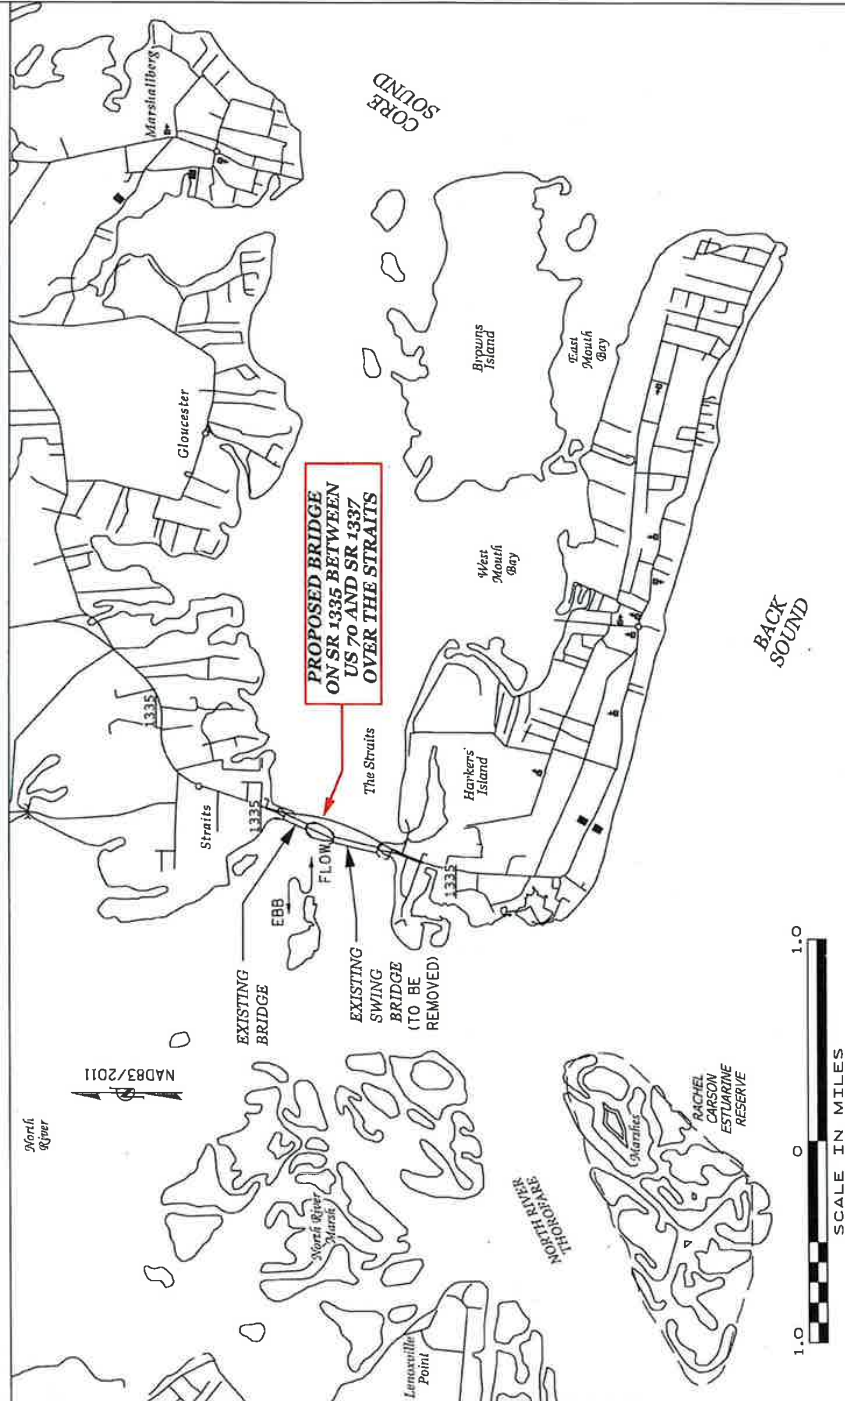 North
River
NAD83/2011
North River
Marsh
Lenoxville
Point
NORTH RIVER
THOROFARE
Marshes
RACHEL
CARSON
ESTUARINE
RESERVE
EXISTING
BRIDGE
EXISTING
SWING
BRIDGE
(TO BE
REMOVED)
EBB
FLOW
Straits
1335
1335
1335
The Straits
PROPOSED BRIDGE
ON SR 1335 BETWEEN
US 70 AND SR 1337
OVER THE STRAITS
Gloucester
Marshallberg
CORE
SOUND
Browns
Island
East
Mouth
Bay
West
Mouth
Bay
Harkers'
Island
BACK
SOUND
1.0
0
1.0
SCALE IN MILES